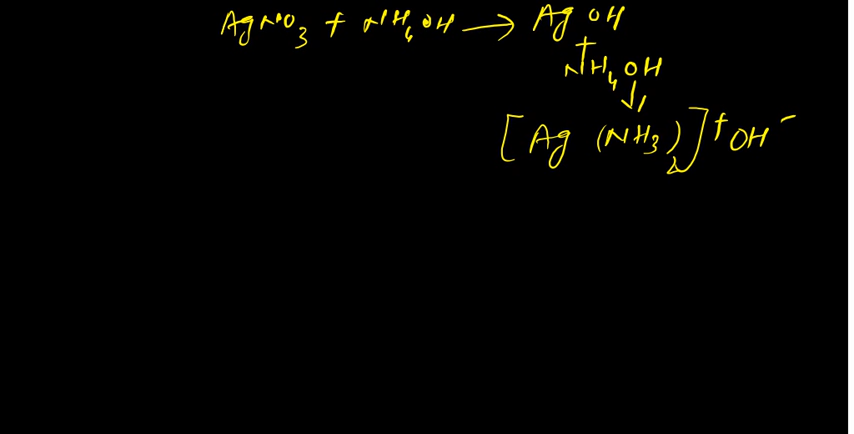 AgNO3 + NH4OH → AgOH
+
NH4OH
↓
[Ag (NH3)2]+ OH-